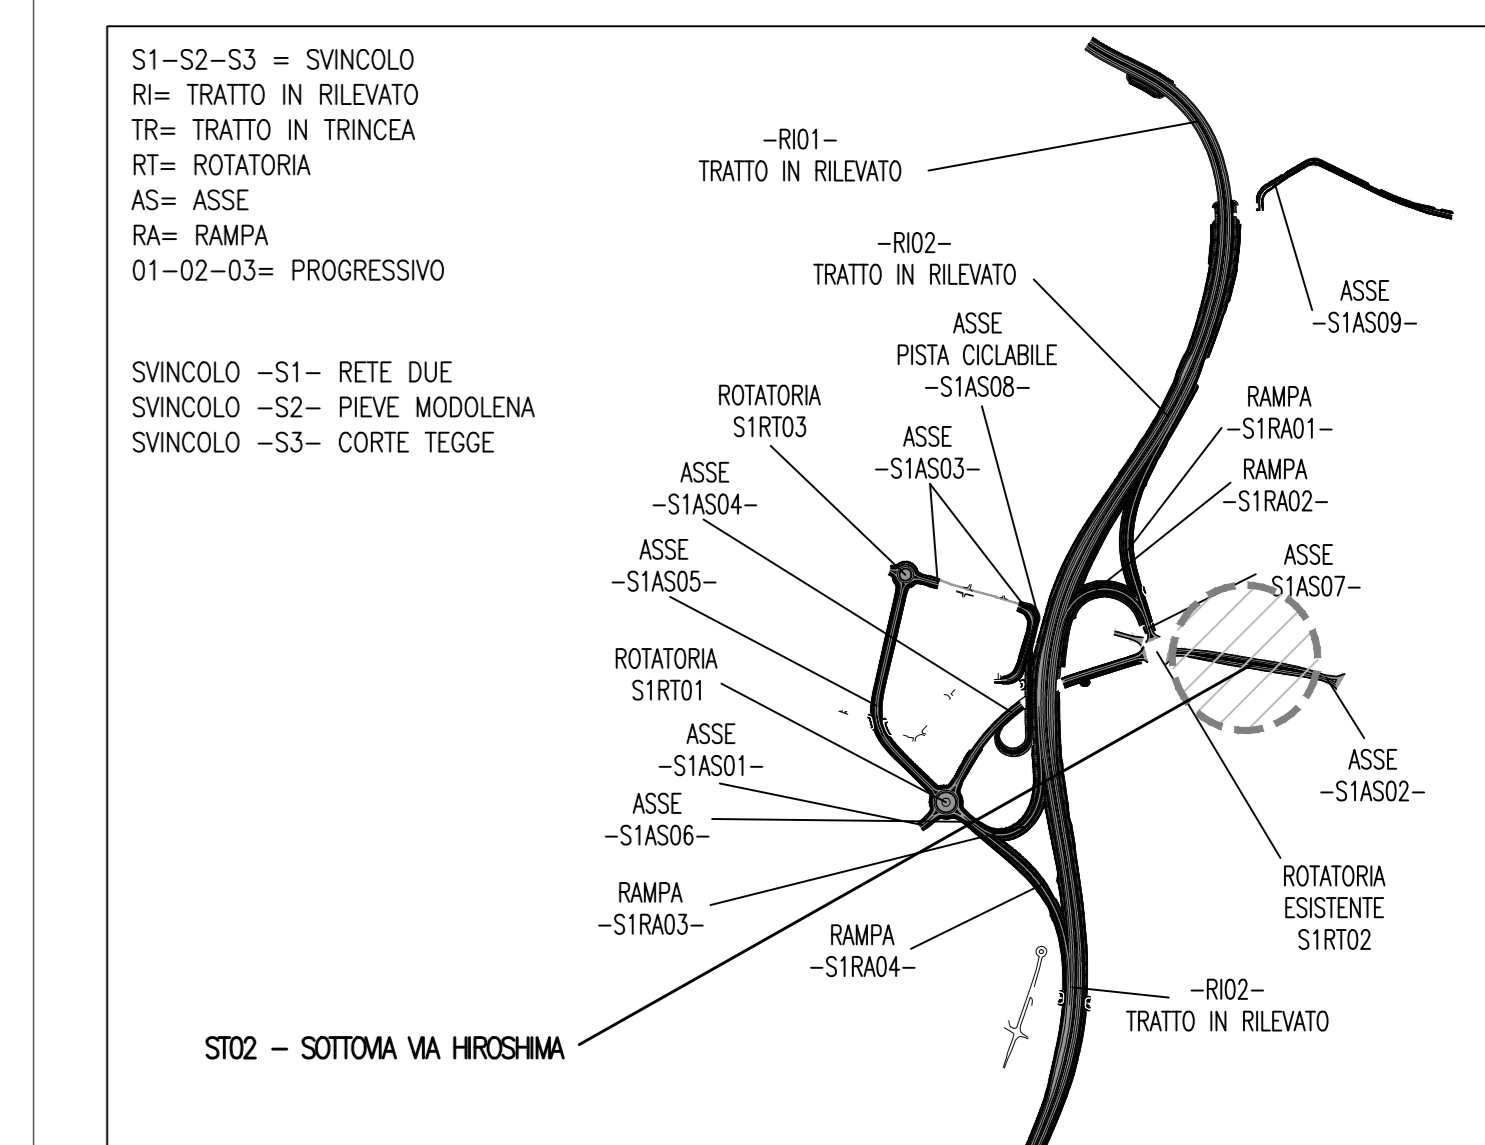 S1-S2-S3 = SVINCOLO
RI= TRATTO IN RILEVATO
TR= TRATTO IN TRINCEA
RT= ROTATORIA
AS= ASSE
RA= RAMPA
01-02-03= PROGRESSIVO
SVINCOLO -S1- RETE DUE
SVINCOLO -S2- PIEVE MODOLENA
SVINCOLO -S3- CORTE TEGGE
-RI01-
TRATTO IN RILEVATO
-RI02-
TRATTO IN RILEVATO
ASSE
-S1AS09-
ASSE
PISTA CICLABILE
-S1AS08-
ROTATORIA
S1RT03
ASSE
-S1AS03-
RAMPA
-S1RA01-
ASSE
-S1AS04-
RAMPA
-S1RA02-
ASSE
-S1AS05-
ASSE
S1AS07-
ROTATORIA
S1RT01
ASSE
-S1AS01-
ASSE
-S1AS02-
ASSE
-S1AS06-
RAMPA
-S1RA03-
ROTATORIA
ESISTENTE
S1RT02
RAMPA
-S1RA04-
-RI02-
TRATTO IN RILEVATO
ST02 - SOTTOVIA VIA HIROSHIMA